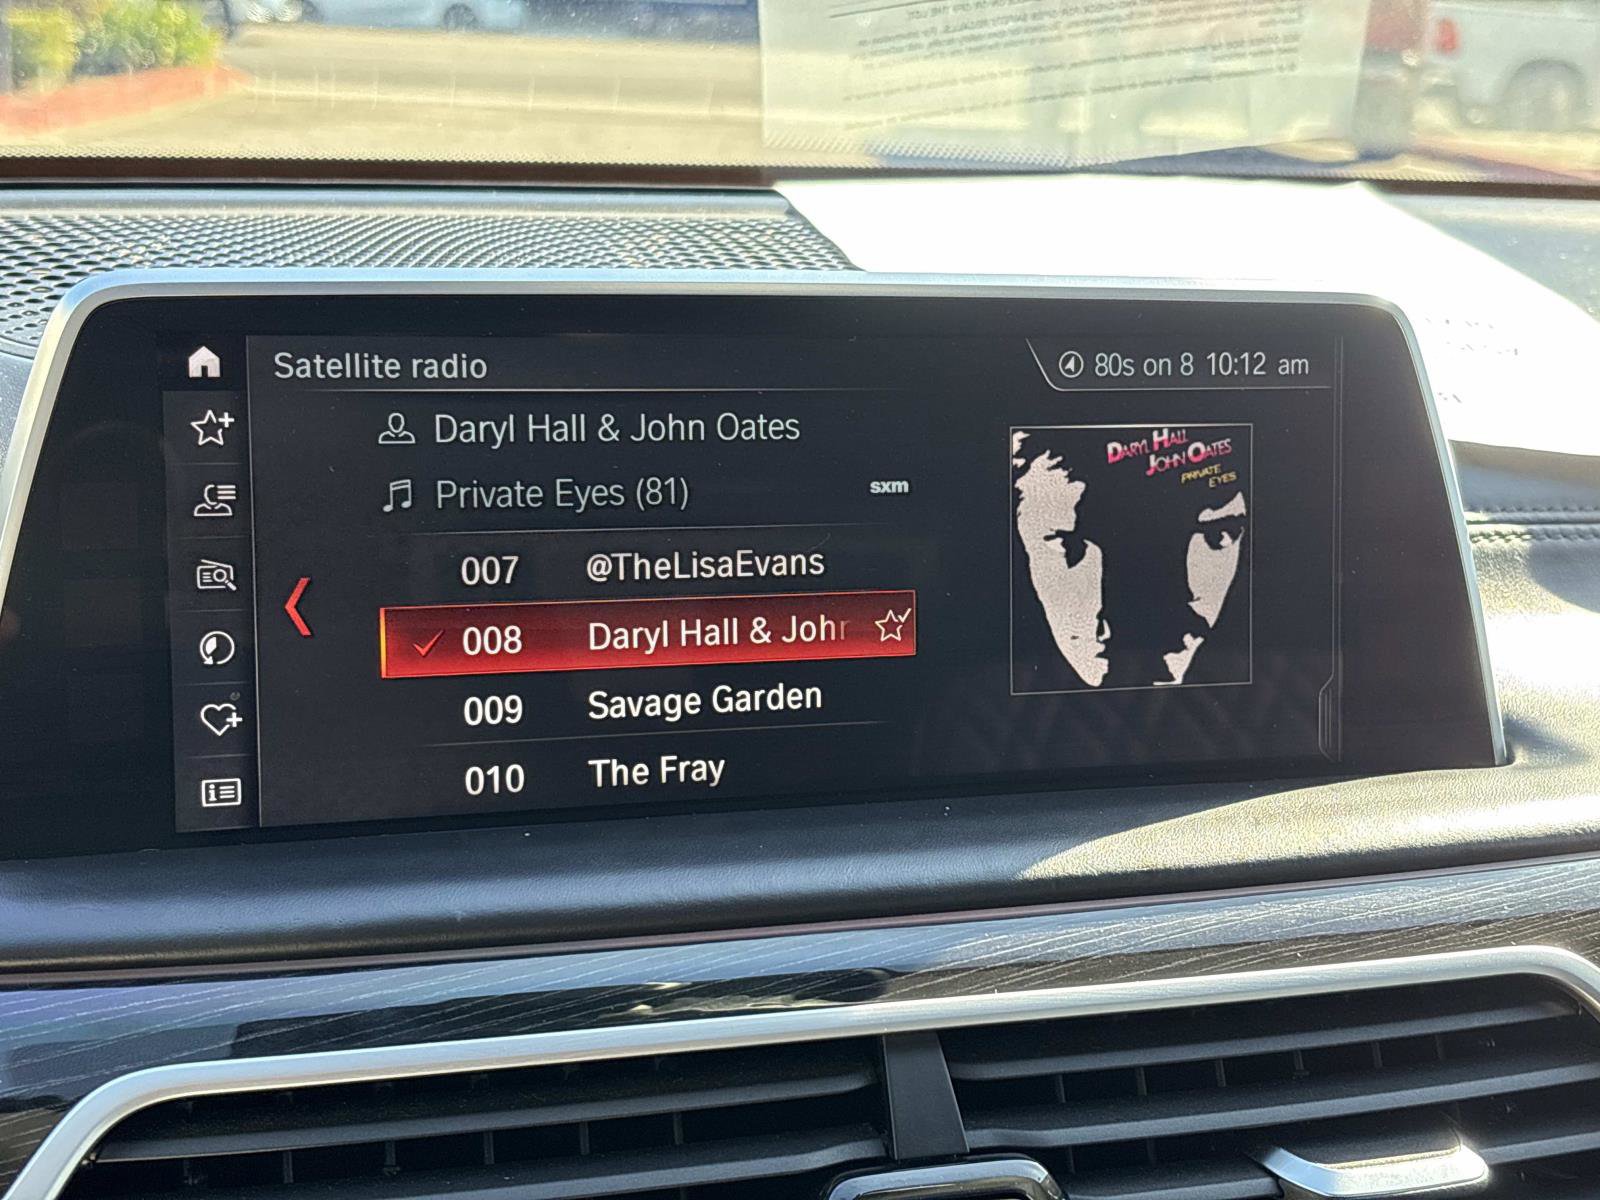 Satellite radio
80s on 8 10:12 am
Daryl Hall & John Oates
Private Eyes (81)
sxm
DARYL HALL
JOHN OATES
PRIVATE
EYES
007 @TheLisaEvans
008 Daryl Hall & John
009 Savage Garden
010 The Fray